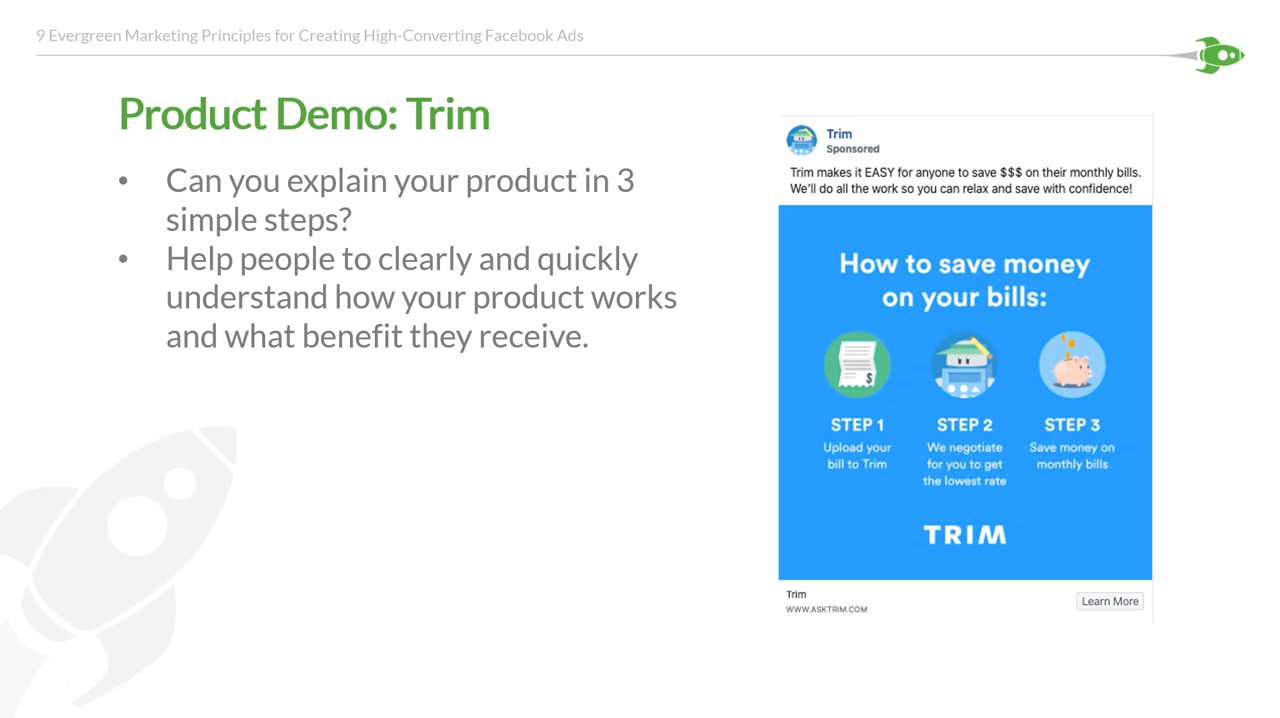 9 Evergreen Marketing Principles for Creating High-Converting Facebook Ads
Product Demo: Trim
• Can you explain your product in 3
simple steps?
• Help people to clearly and quickly
understand how your product works
and what benefit they receive.
Trim
Sponsored
Trim makes it EASY for anyone to save $$$ on their monthly bills.
We'll do all the work so you can relax and save with confidence!
How to save money
on your bills:
$
STEP 1
Upload your
bill to Trim
STEP 2
We negotiate
for you to get
the lowest rate
STEP 3
Save money on
monthly bills
TRIM
Trim
WWW.ASKTRIM.COM
Learn More